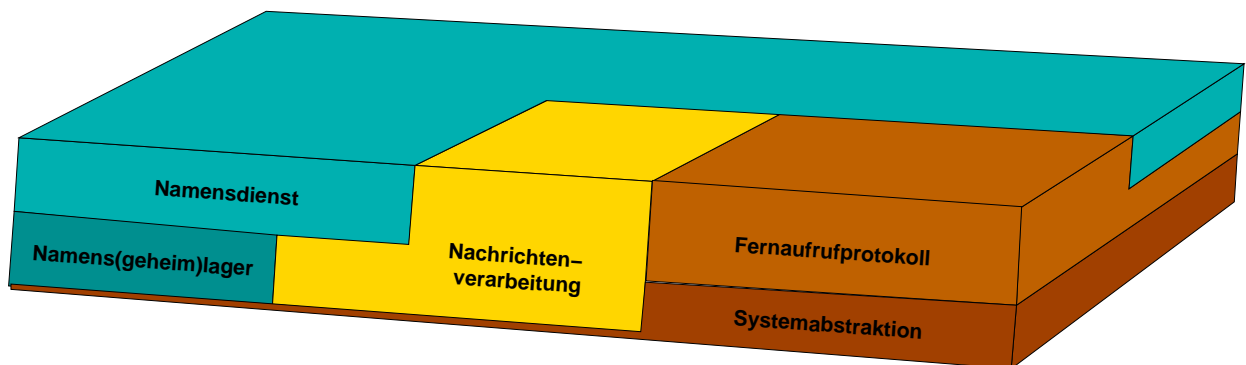 Namensdienst
Namens(geheim)lager
Nachrichten–
verarbeitung
Fernaufrufprotokoll
Systemabstraktion